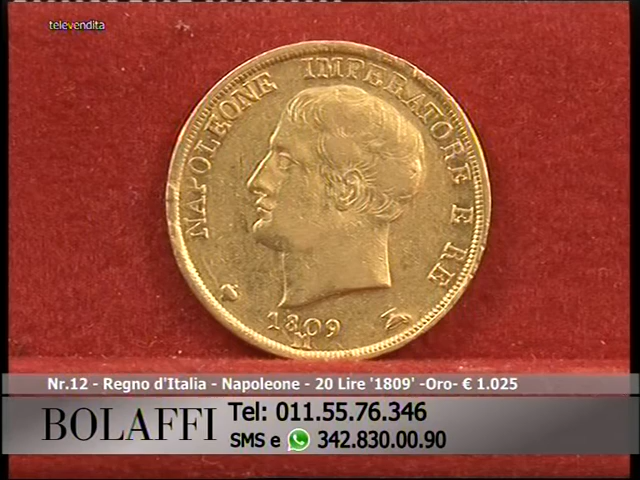 televendita
NAPOLEONE IMPERATORE E RE
1809
M
Nr.12 - Regno d'Italia - Napoleone - 20 Lire '1809' -Oro- € 1.025
BOLAFFI
Tel: 011.55.76.346
SMS e 342.830.00.90